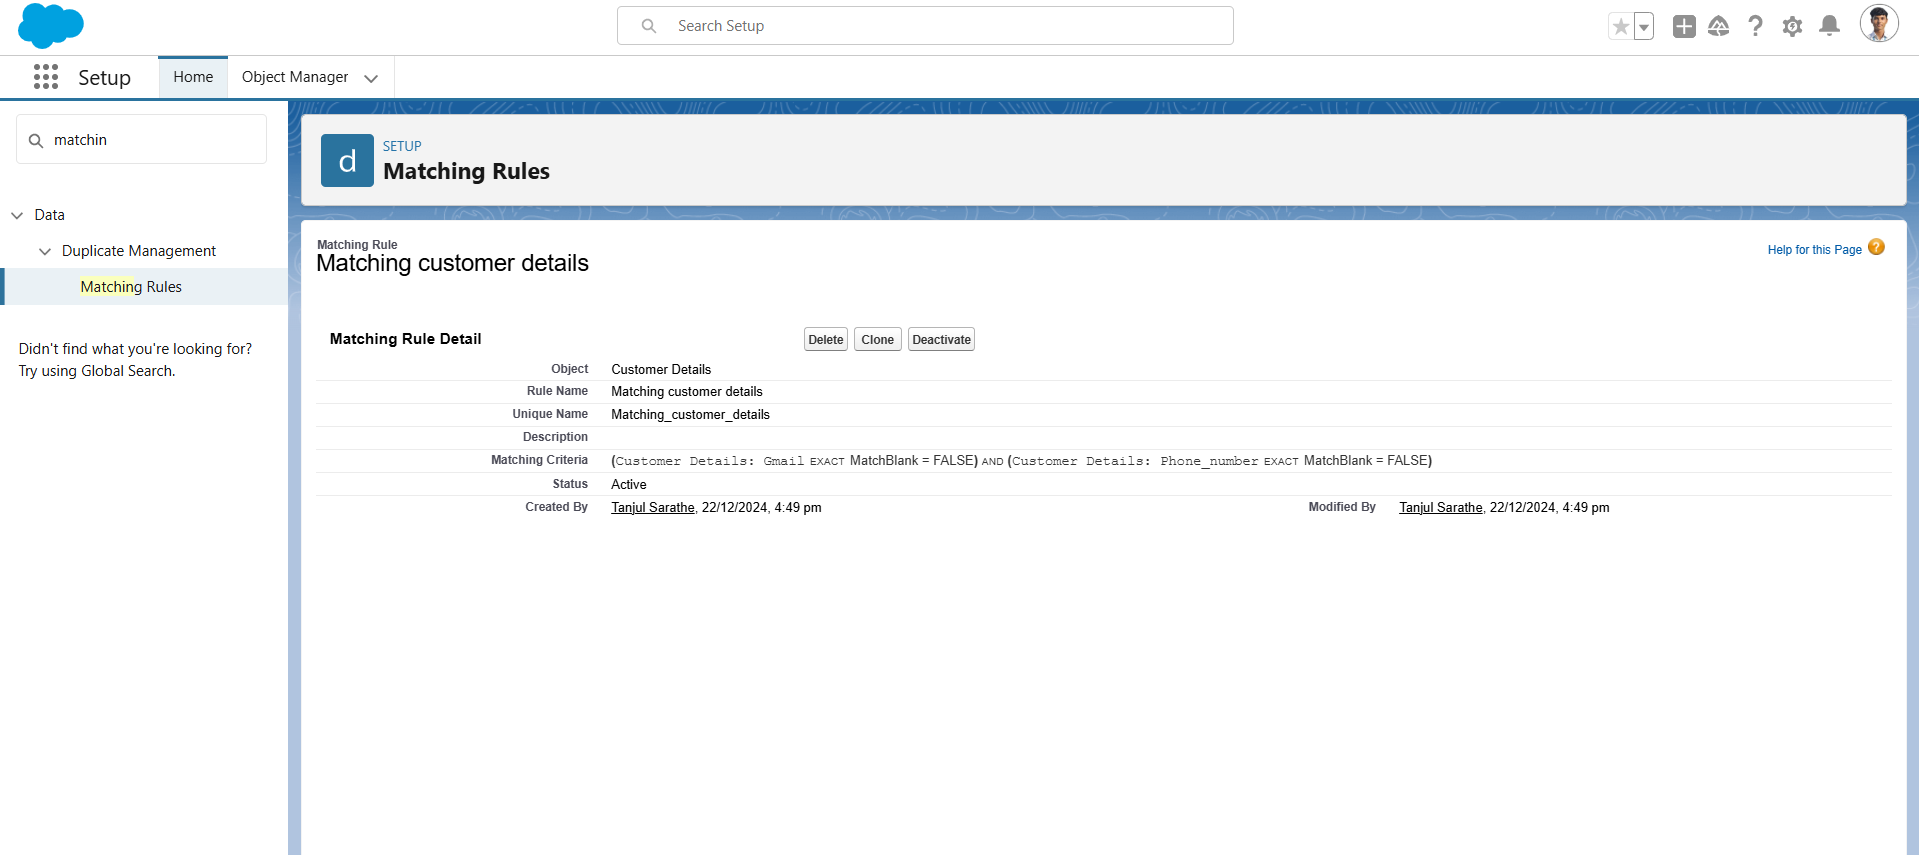 Search Setup
Setup
Home
Object Manager
matchin
Data
Duplicate Management
Matching Rules
Didn't find what you're looking for?
Try using Global Search.
d
SETUP
Matching Rules
Matching Rule
Matching customer details
Help for this Page ?
Matching Rule Detail
Delete Clone Deactivate
Object Customer Details
Rule Name Matching customer details
Unique Name Matching_customer_details
Description
Matching Criteria (Customer Details: Gmail EXACT MatchBlank = FALSE) AND (Customer Details: Phone_number EXACT MatchBlank = FALSE)
Status Active
Created By Tanjul Sarathe, 22/12/2024, 4:49 pm Modified By Tanjul Sarathe, 22/12/2024, 4:49 pm